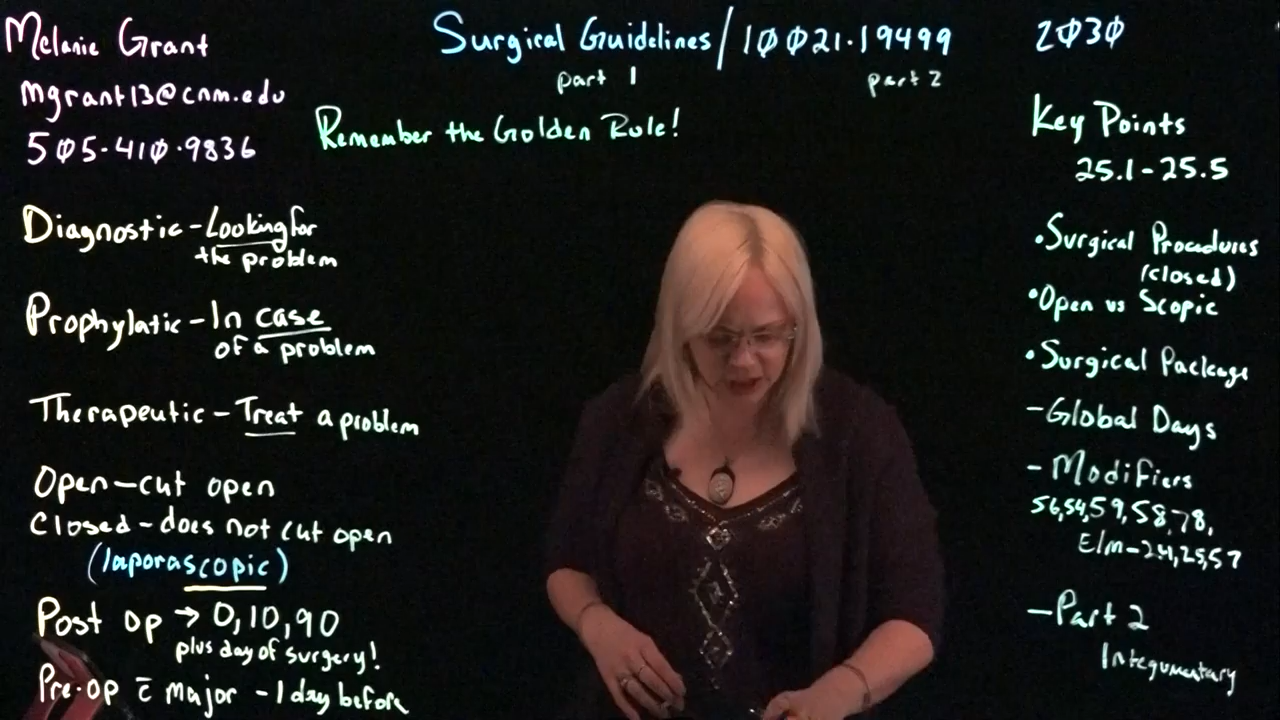 Melanie Grant
mgrant13@cnm.edu
505-410-9836
Surgical Guidelines/10021-19499
part 1
part 2
Remember the Golden Rule!
2030
Key Points
25.1-25.5
Diagnostic - Looking for
the problem
Prophylatic - In case
of a problem
Therapeutic - Treat a problem
Open - cut open
Closed - does not cut open
(laporascopic)
Post op → 0,10,90
plus day of surgery!
Pre-op c̄ major - 1 day before
• Surgical Procedures
(closed)
• Open vs Scopic
• Surgical Package
- Global Days
- Modifiers
56,54,59,58,78,
E/m - 24,25,57
- Part 2
Integumentary